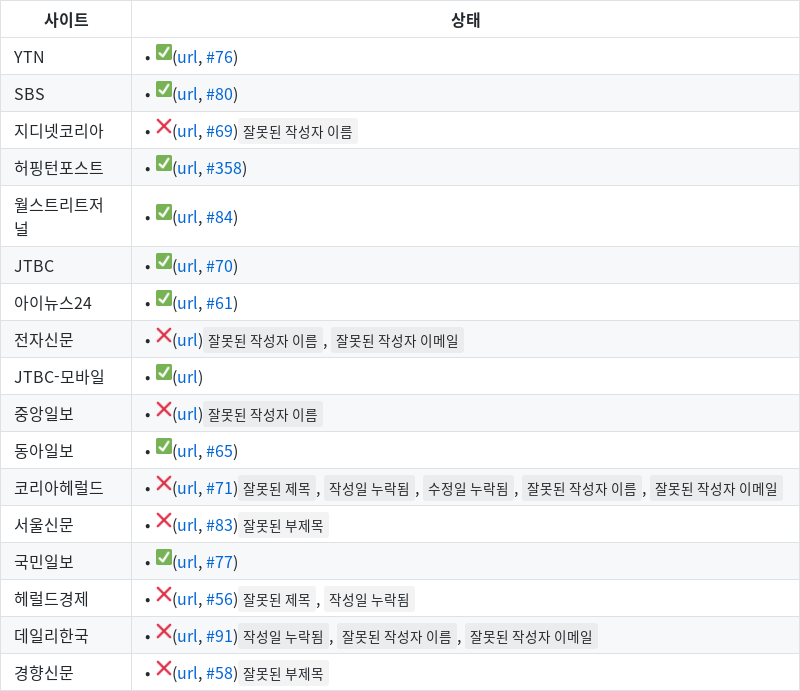 사이트 상태
YTN • ✅(url, #76)
SBS • ✅(url, #80)
지디넷코리아 • ❌(url, #69) 잘못된 작성자 이름
허핑턴포스트 • ✅(url, #358)
월스트리트저
널 • ✅(url, #84)
JTBC • ✅(url, #70)
아이뉴스24 • ✅(url, #61)
전자신문 • ❌(url) 잘못된 작성자 이름 , 잘못된 작성자 이메일
JTBC-모바일 • ✅(url)
중앙일보 • ❌(url) 잘못된 작성자 이름
동아일보 • ✅(url, #65)
코리아헤럴드 • ❌(url, #71) 잘못된 제목 , 작성일 누락됨 , 수정일 누락됨 , 잘못된 작성자 이름 , 잘못된 작성자 이메일
서울신문 • ❌(url, #83) 잘못된 부제목
국민일보 • ✅(url, #77)
헤럴드경제 • ❌(url, #56) 잘못된 제목 , 작성일 누락됨
데일리한국 • ❌(url, #91) 작성일 누락됨 , 잘못된 작성자 이름 , 잘못된 작성자 이메일
경향신문 • ❌(url, #58) 잘못된 부제목